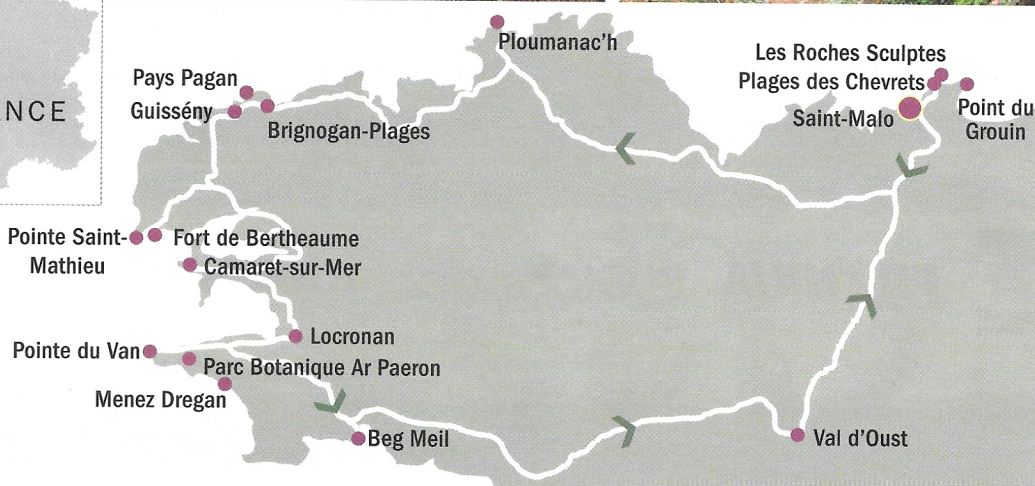 NCE
Ploumanac'h
Les Roches Sculptes
Plages des Chevrets
Saint-Malo
Point du
Grouin
Pays Pagan
Guissény
Brignogan-Plages
Pointe Saint-
Mathieu
Fort de Bertheaume
Camaret-sur-Mer
Locronan
Pointe du Van
Parc Botanique Ar Paeron
Menez Dregan
Beg Meil
Val d'Oust